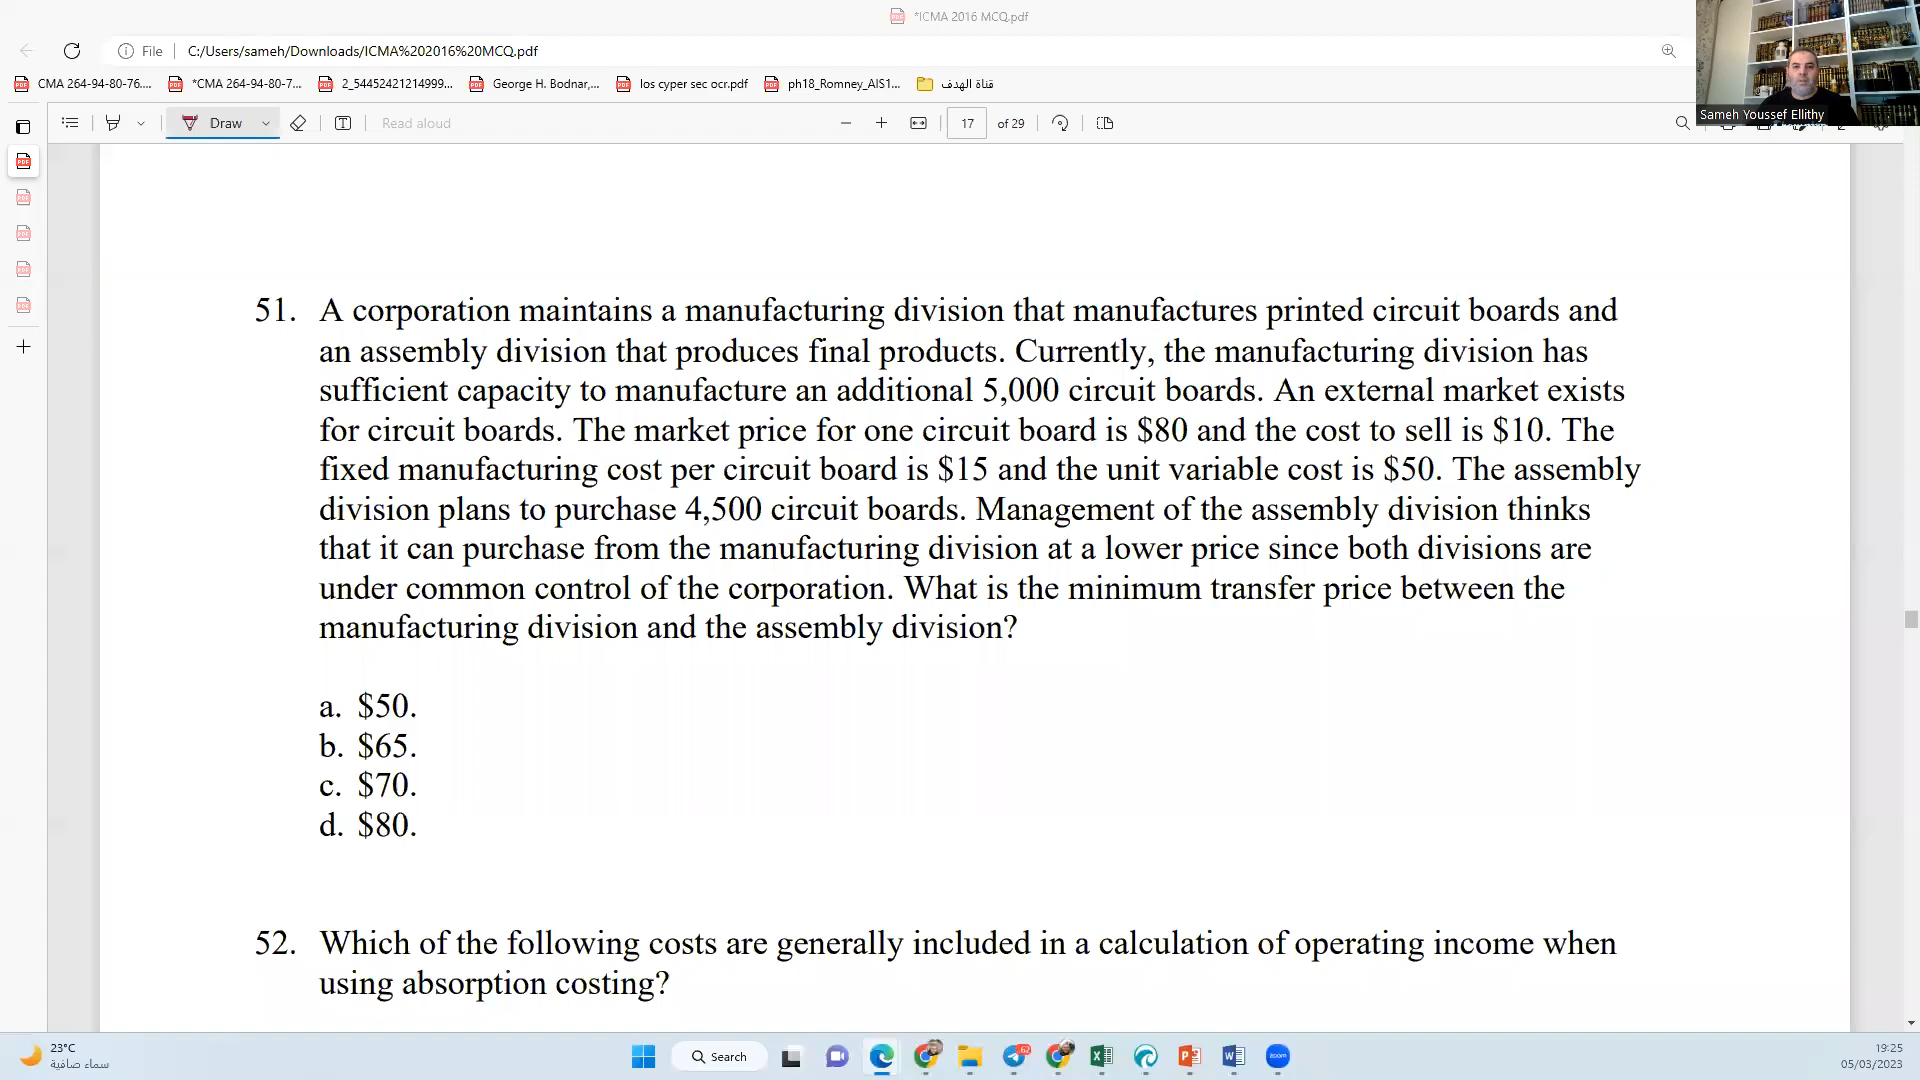 *ICMA 2016 MCQ.pdf
File
C:/Users/sameh/Downloads/ICMA%202016%20MCQ.pdf
CMA 264-94-80-76....
*CMA 264-94-80-7...
2_54452421214999...
George H. Bodnar,...
los cyper sec ocr.pdf
ph18_Romney_AIS1...
قناة الهدف
Sameh Youssef Ellithy
Draw
Read aloud
17
of 29
51. A corporation maintains a manufacturing division that manufactures printed circuit boards and
an assembly division that produces final products. Currently, the manufacturing division has
sufficient capacity to manufacture an additional 5,000 circuit boards. An external market exists
for circuit boards. The market price for one circuit board is $80 and the cost to sell is $10. The
fixed manufacturing cost per circuit board is $15 and the unit variable cost is $50. The assembly
division plans to purchase 4,500 circuit boards. Management of the assembly division thinks
that it can purchase from the manufacturing division at a lower price since both divisions are
under common control of the corporation. What is the minimum transfer price between the
manufacturing division and the assembly division?
a. $50.
b. $65.
c. $70.
d. $80.
52. Which of the following costs are generally included in a calculation of operating income when
using absorption costing?
23°C
سماء صافية
Search
62
zoom
19:25
05/03/2023